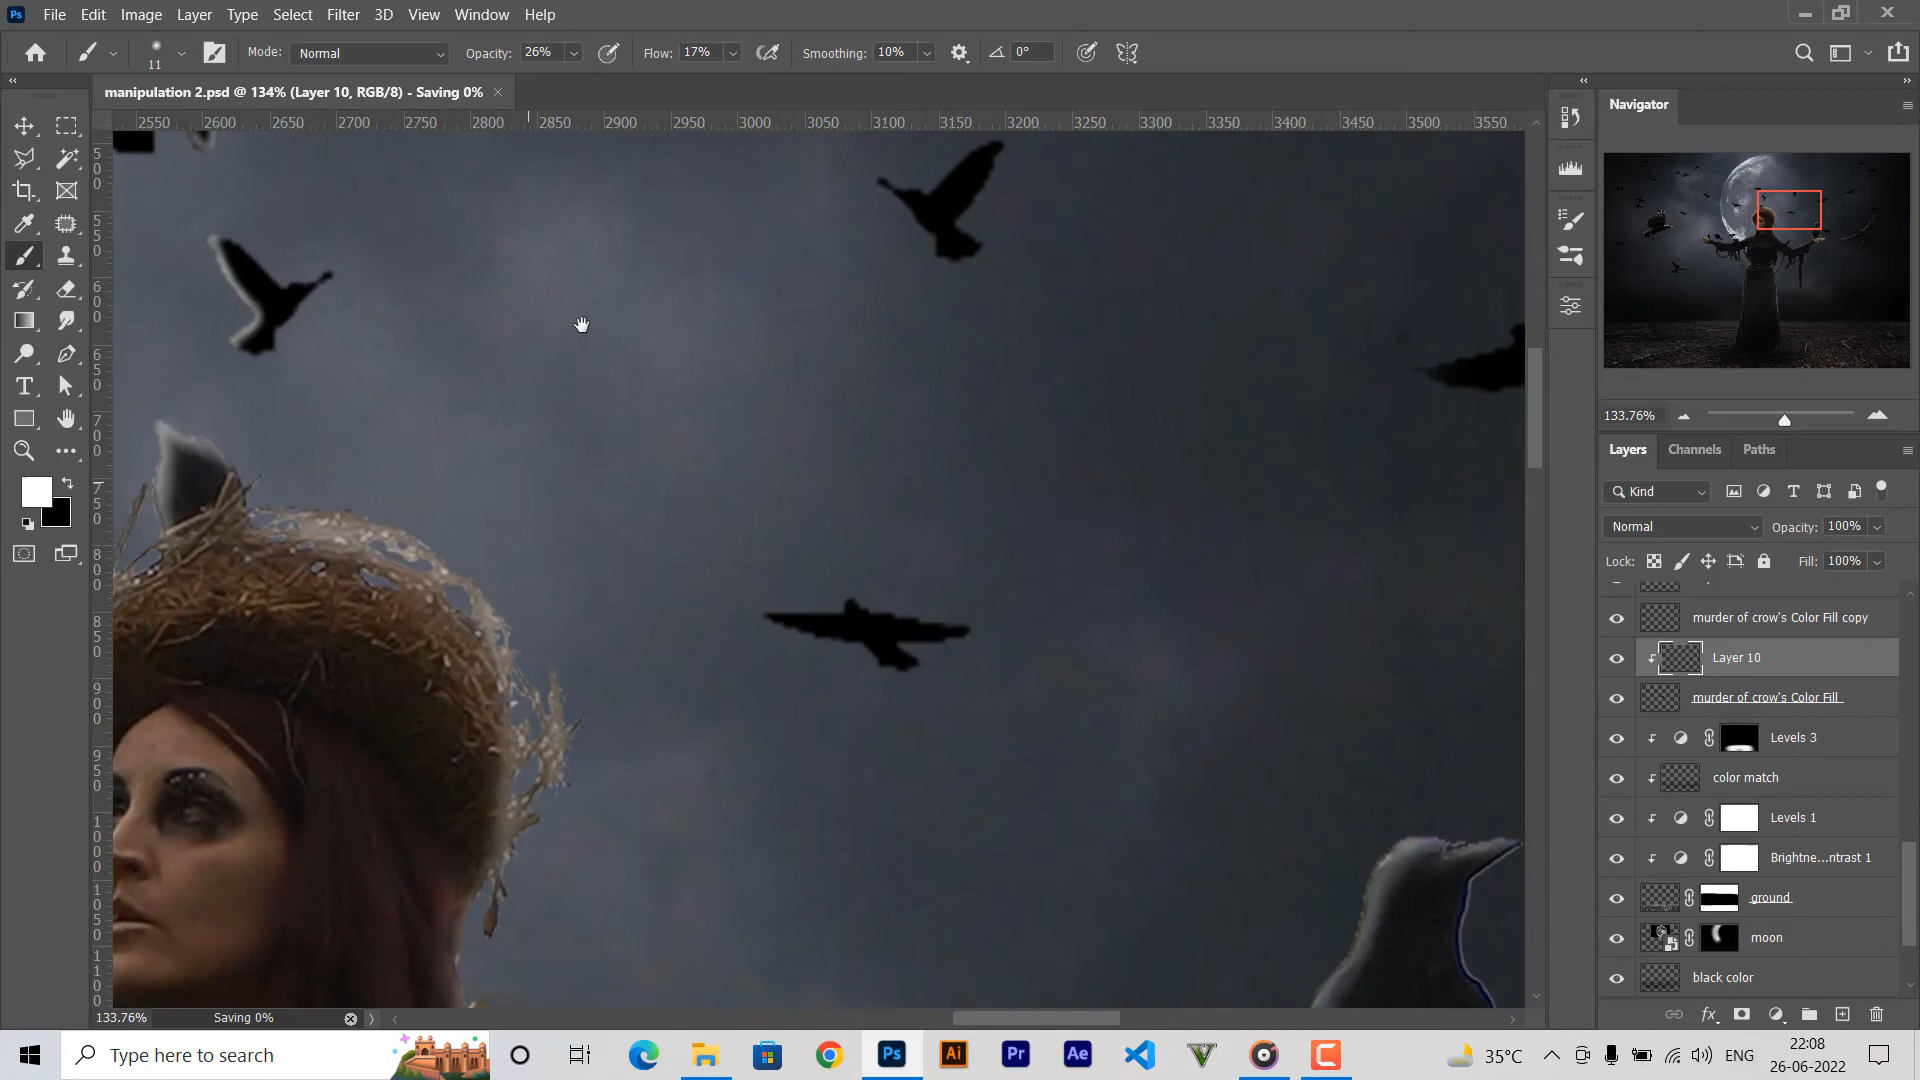 File Edit Image Layer Type Select Filter 3D View Window Help
11 Mode: Normal Opacity: 26% Flow: 17% Smoothing: 10% 0°
manipulation 2.psd @ 134% (Layer 10, RGB/8) - Saving 0%
2550 2600 2650 2700 2750 2800 2850 2900 2950 3000 3050 3100 3150 3200 3250 3300 3350 3400 3450 3500 3550
Navigator
133.76%
Layers Channels Paths
Kind
Normal Opacity: 100%
Lock: Fill: 100%
murder of crow's Color Fill copy
Layer 10
murder of crow's Color Fill
Levels 3
color match
Levels 1
Brightne...ntrast 1
ground
moon
black color
133.76% Saving 0%
Type here to search
35°C ENG
22:08
26-06-2022